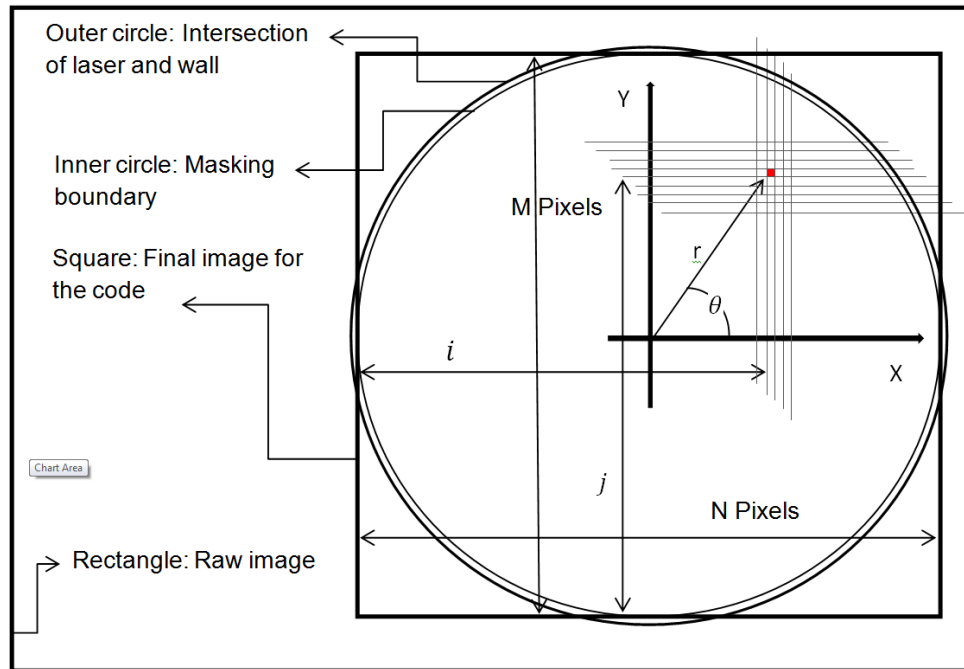 Outer circle: Intersection
of laser and wall
Inner circle: Masking
boundary
Square: Final image for
the code
Rectangle: Raw image
Chart Area
Y
M Pixels
r
θ
i
X
j
N Pixels